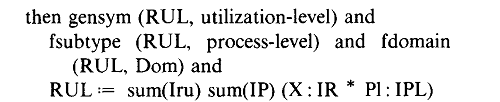 then gensym (RUL, utilization-level) and
fsubtype (RUL, process-level) and fdomain
(RUL, Dom) and
RUL := sum(Iru) sum(IP) (X : IR * Pl : IPL)